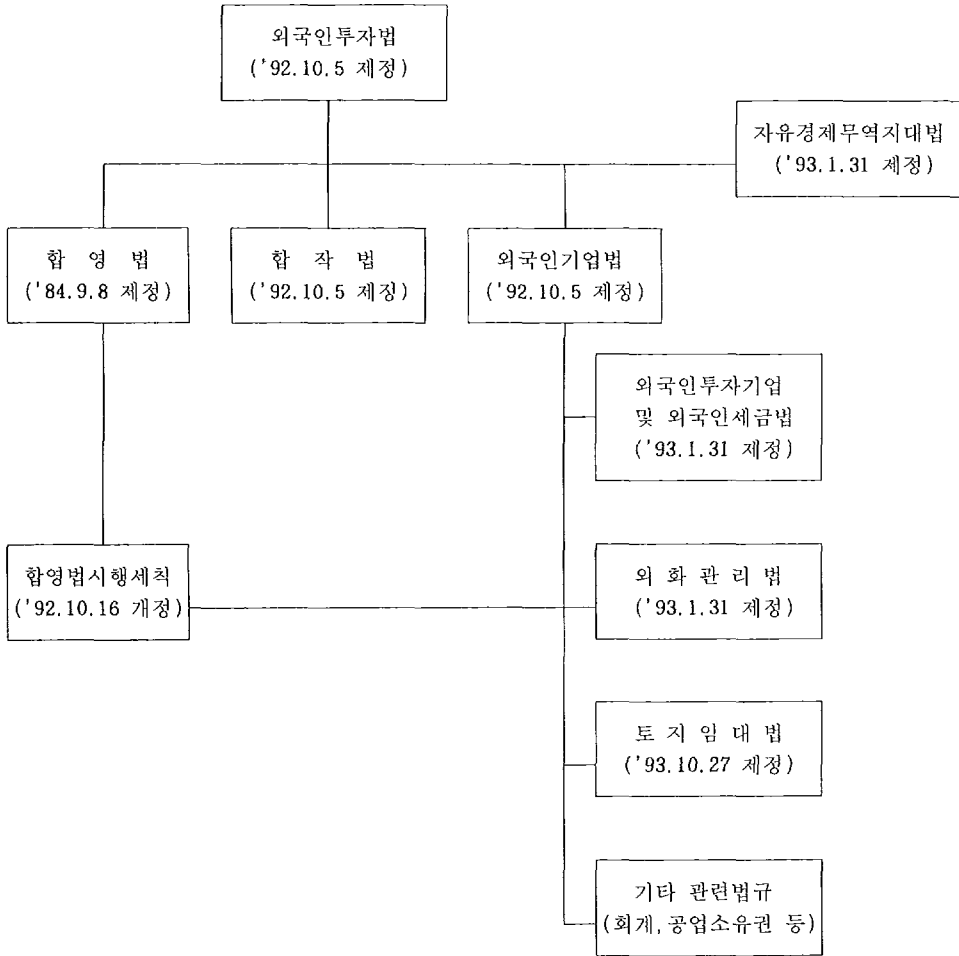 외국인투자법
('92.10.5 제정)
자유경제무역지대법
('93.1.31 제정)
합 영 법
('84.9.8 제정)
합 작 법
('92.10.5 제정)
외국인기업법
('92.10.5 제정)
외국인투자기업
및 외국인세금법
('93.1.31 제정)
합영법시행세칙
('92.10.16 개정)
외 화 관 리 법
('93.1.31 제정)
토 지 임 대 법
('93.10.27 제정)
기타 관련법규
(회계,공업소유권 등)